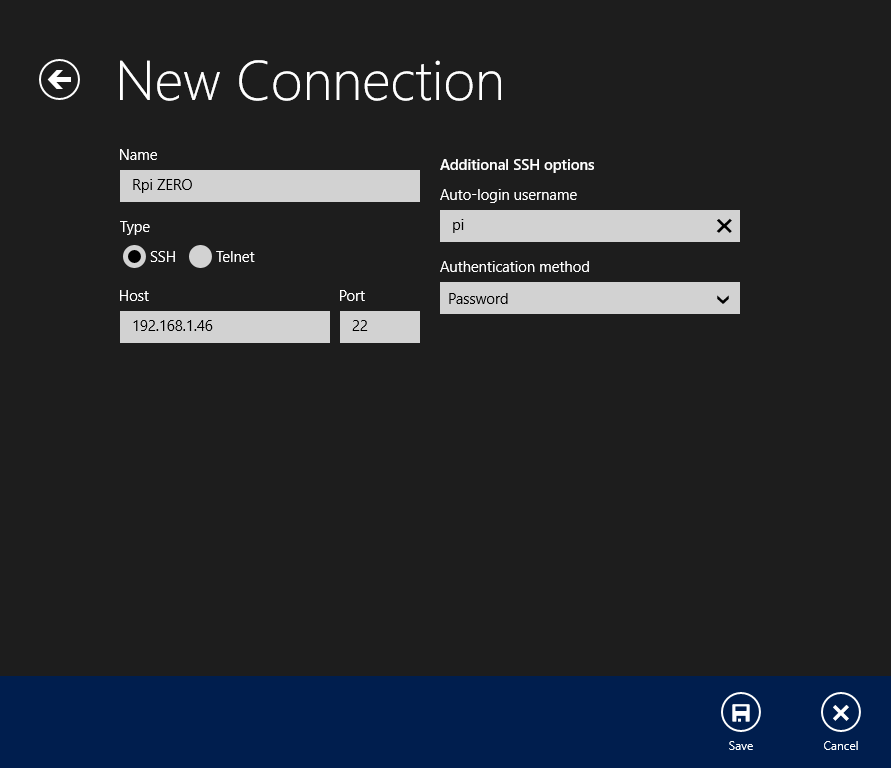 New Connection
Name
Rpi ZERO
Type
SSH Telnet
Host Port
192.168.1.46 22
Additional SSH options
Auto-login username
pi
Authentication method
Password
Save Cancel